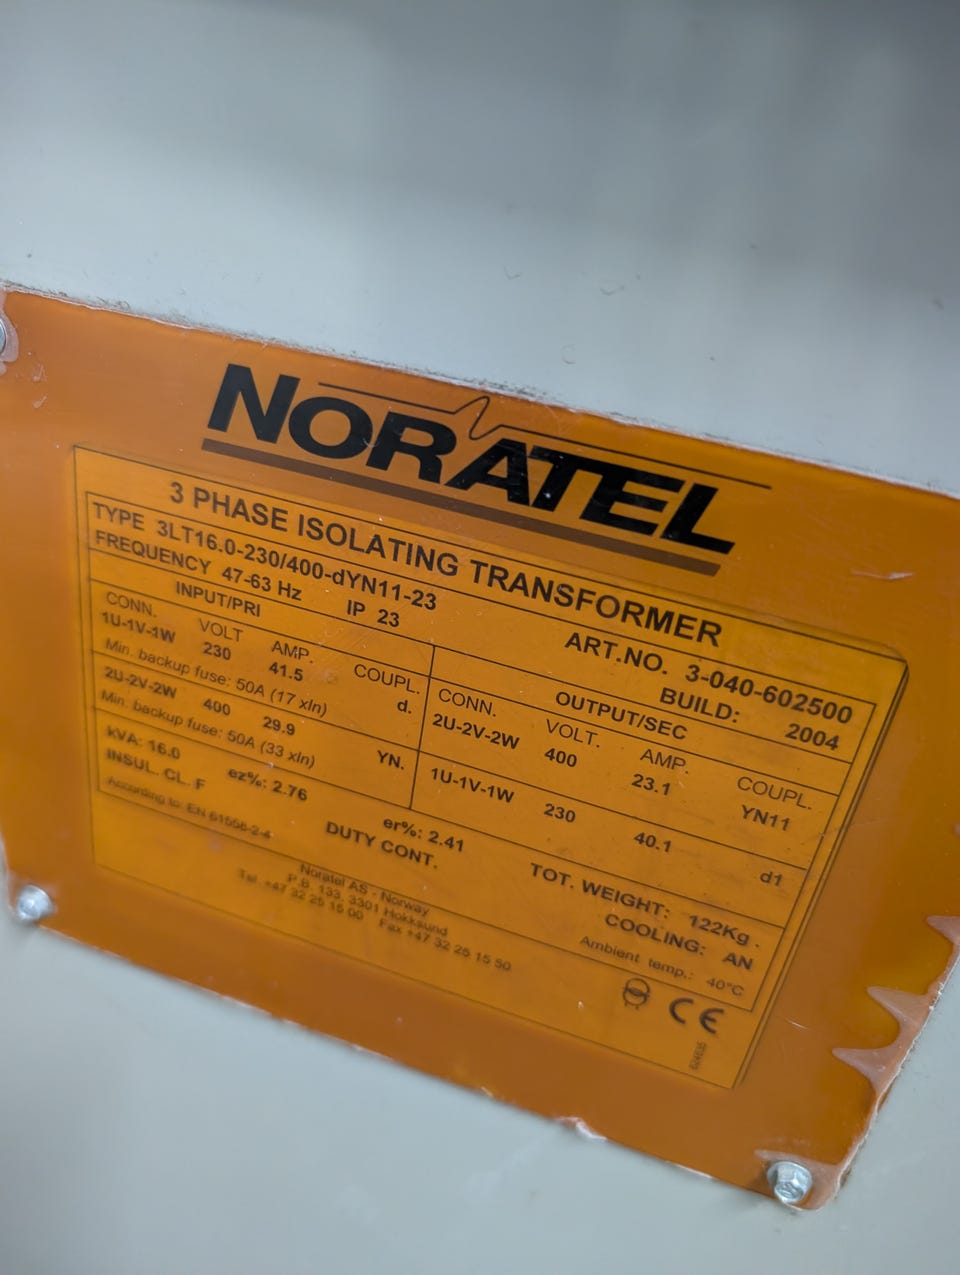 NORATEL
3 PHASE ISOLATING TRANSFORMER
TYPE 3LT16.0-230/400-dYN11-23 ART.NO. 3-040-602500
FREQUENCY 47-63 Hz IP 23 BUILD: 2004
INPUT/PRI OUTPUT/SEC
CONN. VOLT AMP. COUPL. CONN. VOLT. AMP. COUPL.
1U-1V-1W 230 41.5 d. 2U-2V-2W 400 23.1 YN11
Min. backup fuse: 50A (17 xIn)
2U-2V-2W 400 29.9 YN. 1U-1V-1W 230 40.1 d1
Min. backup fuse: 50A (33 xIn)
kVA: 16.0 ez%: 2.76 er%: 2.41 TOT. WEIGHT: 122Kg.
INSUL. CL. F DUTY CONT. COOLING: AN
According to: EN 61558-2-4 Ambient temp.: 40°C
Noratel AS - Norway
P.B. 133, 3301 Hokksund
Tel. +47 32 25 15 00 Fax +47 32 25 15 50
CE